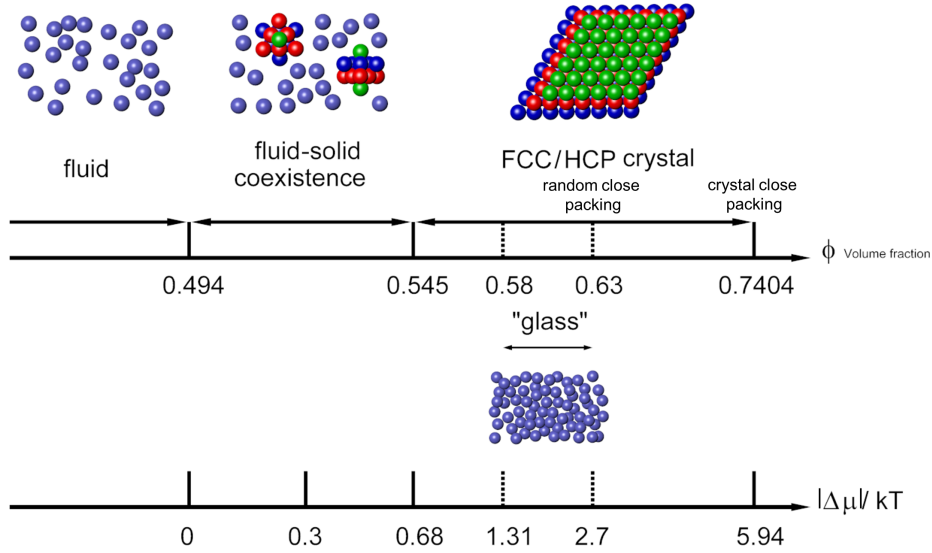 fluid
fluid-solid
coexistence
FCC/HCP crystal
random close
packing
crystal close
packing
ϕ Volume fraction
0.494 0.545 0.58 0.63 0.7404
"glass"
|Δμ|/ kT
0 0.3 0.68 1.31 2.7 5.94